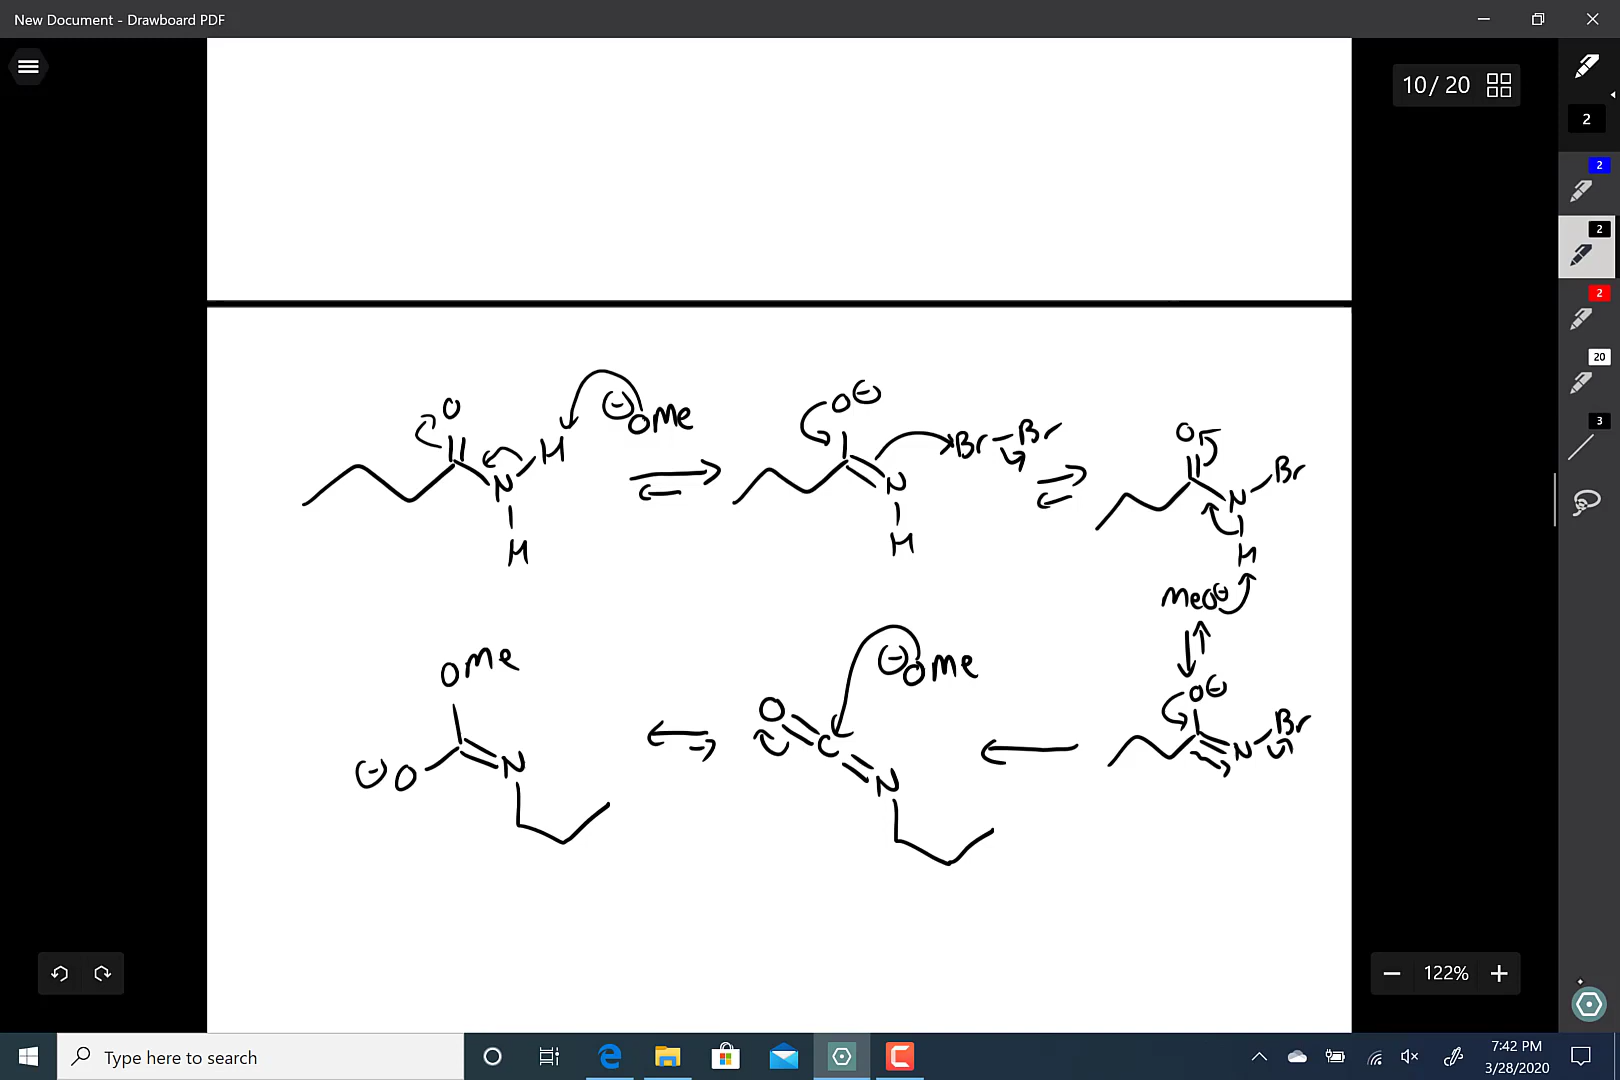 New Document - Drawboard PDF
10 / 20
2
2
2
2
20
3
O
⊖OMe
H
N
H
O⊖
Br-Br
N
H
O
Br
N
H
MeO⊖
OMe
⊖O
N
⊖OMe
O
C
N
O⊖
Br
N
122%
Type here to search
7:42 PM
3/28/2020